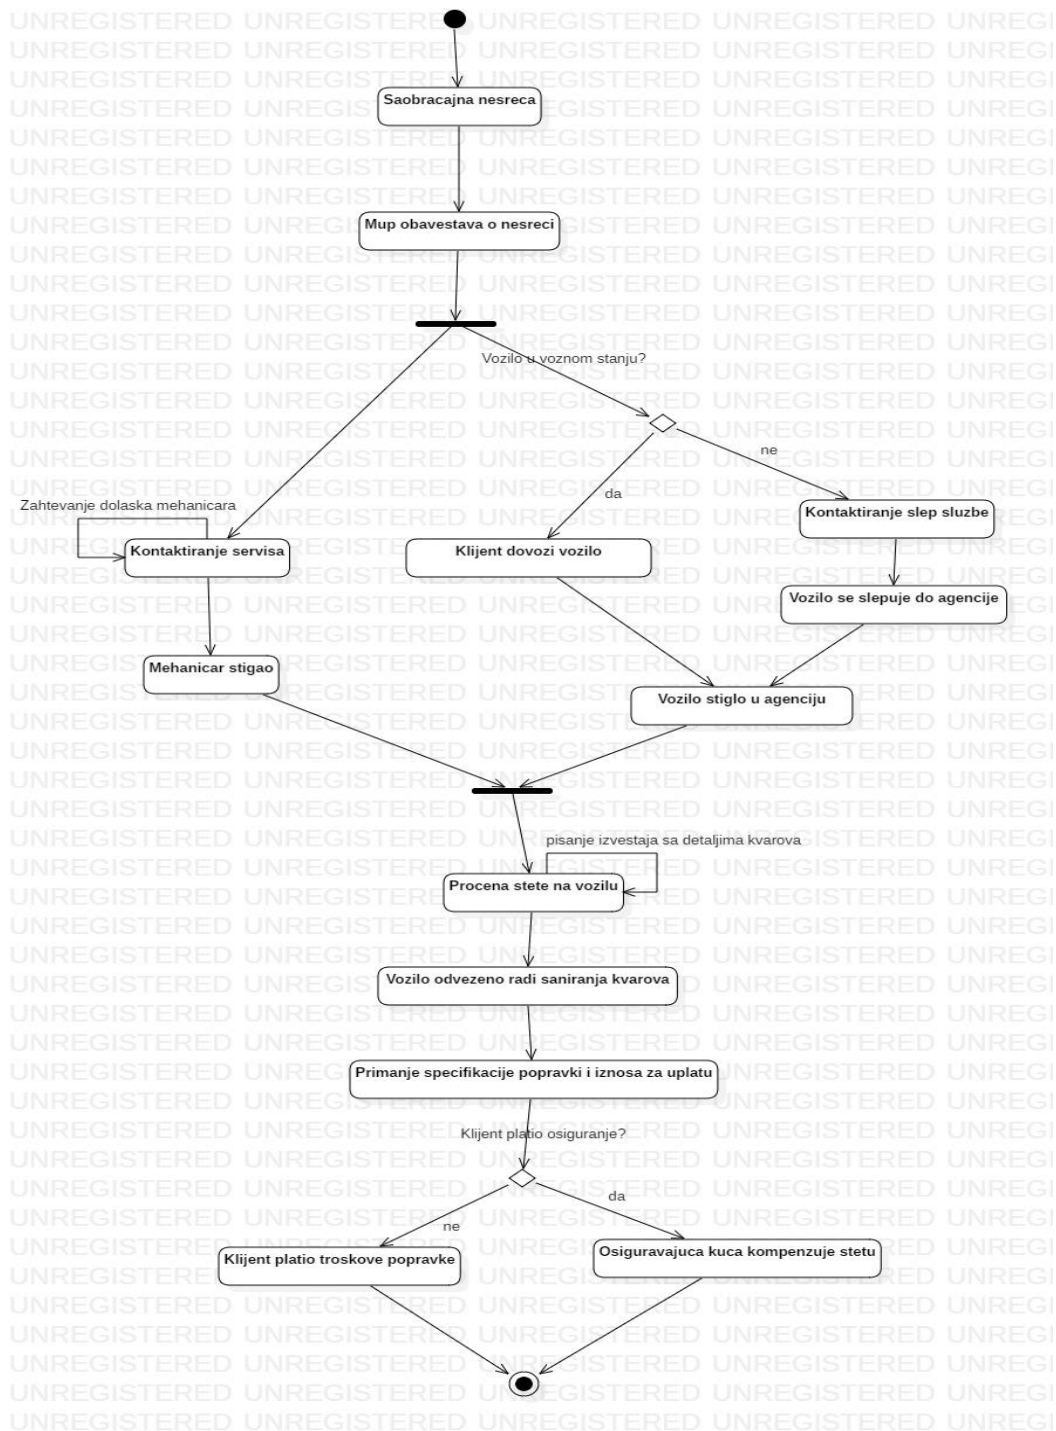 Saobracajna nesreca
Mup obavestava o nesreci
Vozilo u voznom stanju?
ne
da
Zahtevanje dolaska mehanicara
Kontaktiranje slep sluzbe
Kontaktiranje servisa
Klijent dovozi vozilo
Vozilo se slepuje do agencije
Mehanicar stigao
Vozilo stiglo u agenciju
pisanje izvestaja sa detaljima kvarova
Procena stete na vozilu
Vozilo odvezeno radi saniranja kvarova
Primanje specifikacije popravki i iznosa za uplatu
Klijent platio osiguranje?
da
ne
Klijent platio troskove popravke
Osiguravajuca kuca kompenzuje stetu
UNREGISTERED